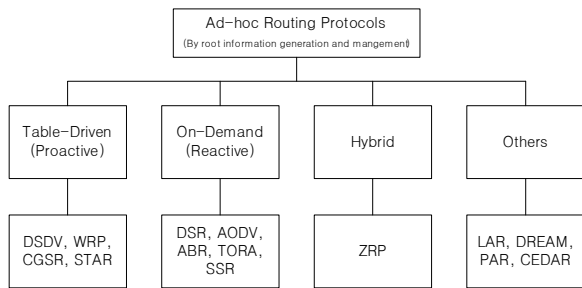 Ad-hoc Routing Protocols
(By root information generation and mangement)
Table-Driven
(Proactive)
On-Demand
(Reactive)
Hybrid
Others
DSDV, WRP,
CGSR, STAR
DSR, AODV,
ABR, TORA,
SSR
ZRP
LAR, DREAM,
PAR, CEDAR